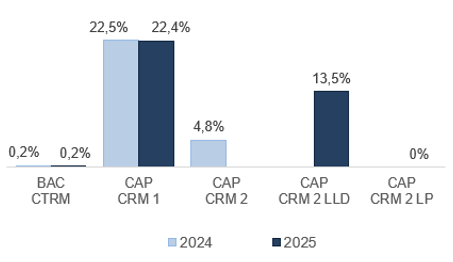 22,5% 22,4%
13,5%
4,8%
0,2% 0,2% 0%
BAC CAP CAP CAP CAP
CTRM CRM 1 CRM 2 CRM 2 LLD CRM 2 LP
2024 2025